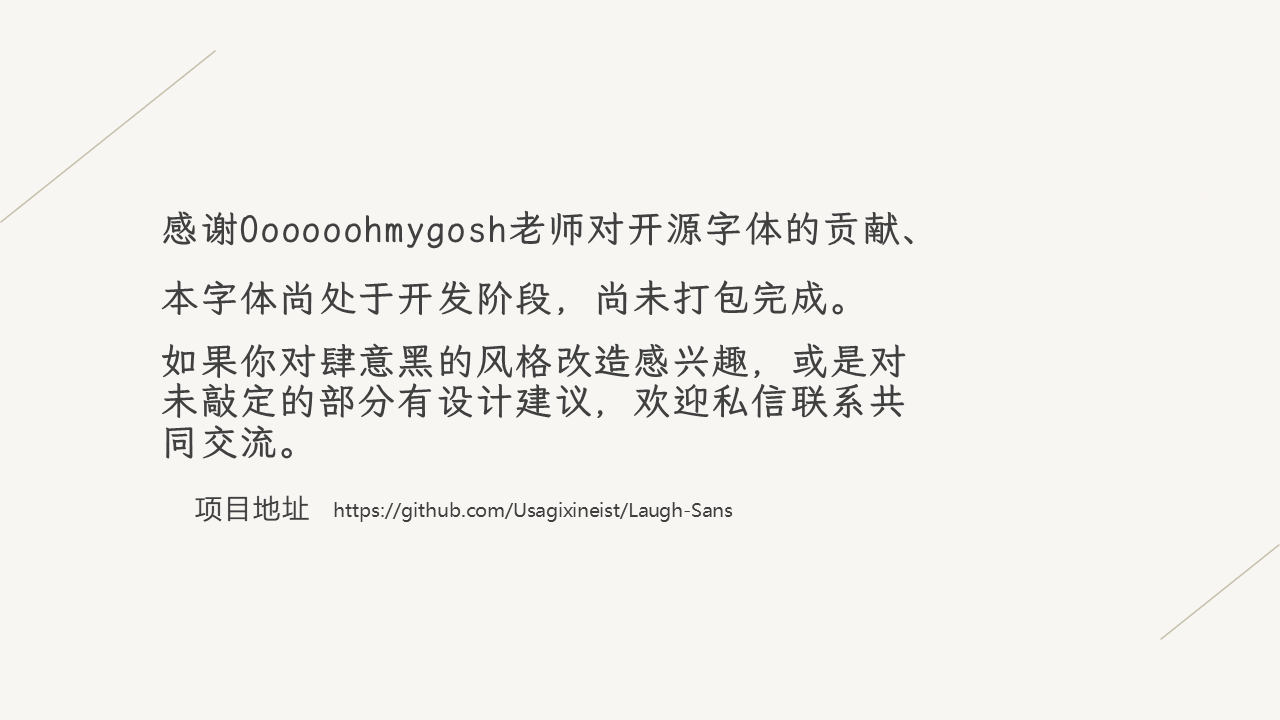 感谢Oooooohmygosh老师对开源字体的贡献、
本字体尚处于开发阶段，尚未打包完成。
如果你对肆意黑的风格改造感兴趣，或是对
未敲定的部分有设计建议，欢迎私信联系共
同交流。
项目地址 https://github.com/Usagixineist/Laugh-Sans